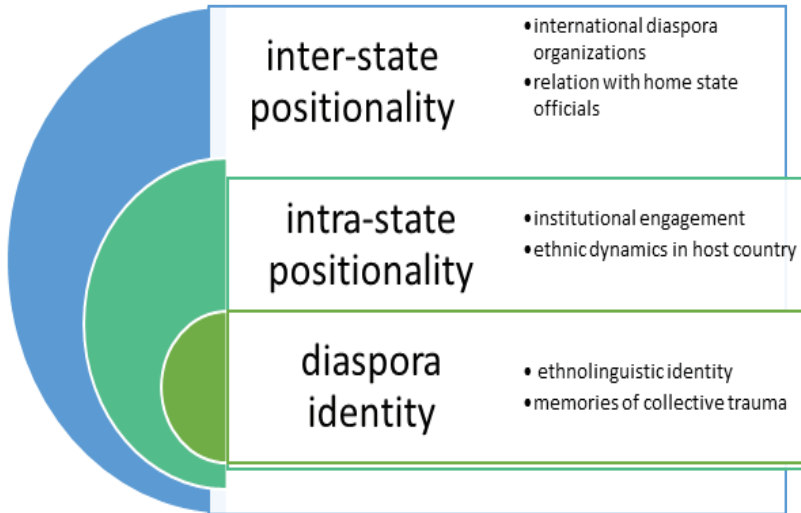 inter-state
positionality
•international diaspora
organizations
•relation with home state
officials
intra-state
positionality
•institutional engagement
•ethnic dynamics in host country
diaspora
identity
• ethnolinguistic identity
•memories of collective trauma